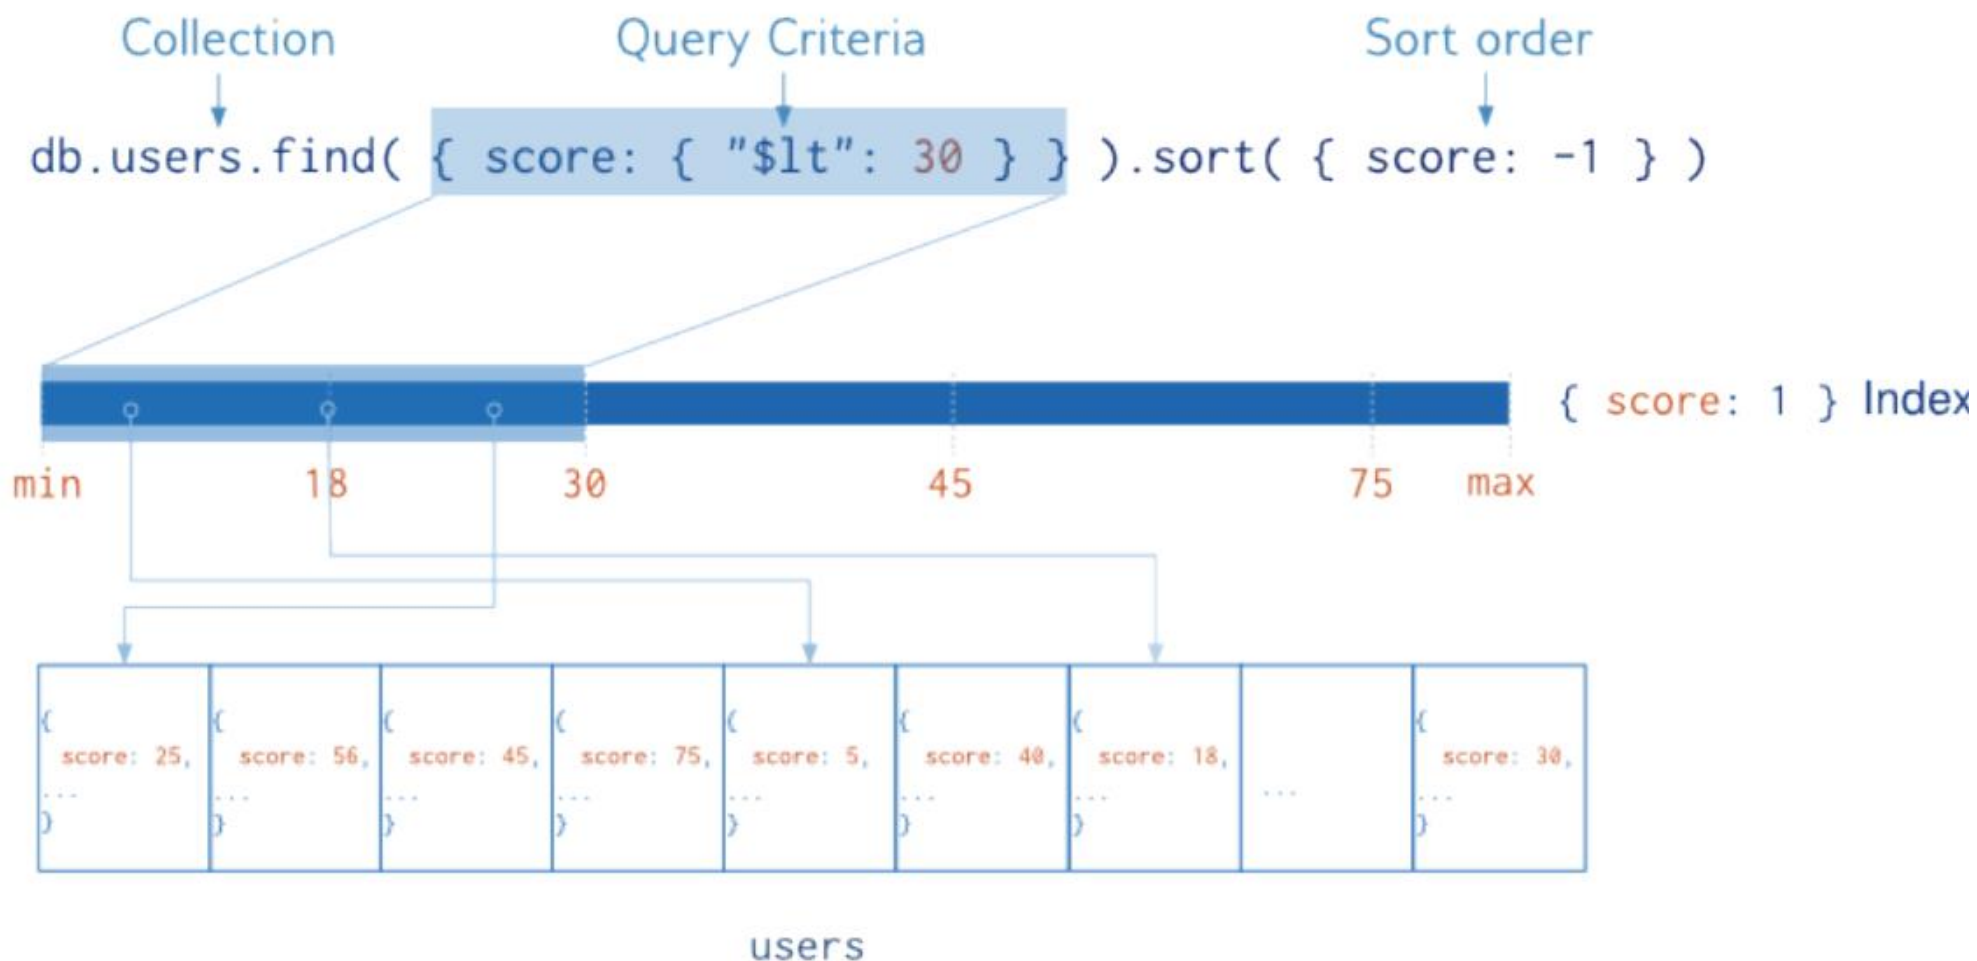 Collection Query Criteria Sort order
db.users.find( { score: { "$lt": 30 } } ).sort( { score: -1 } )
{ score: 1 } Index
min 18 30 45 75 max
{ { { { { { { {
score: 25, score: 56, score: 45, score: 75, score: 5, score: 40, score: 18, score: 30,
... ... ... ... ... ... ... ... ...
} } } } } } } }
users